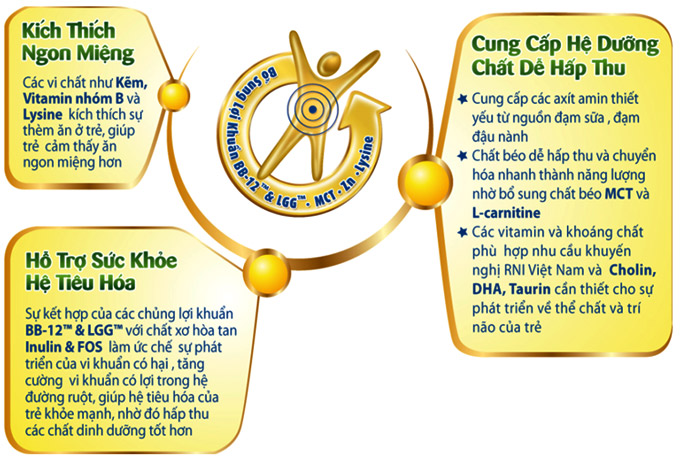 Kích Thích
Ngon Miệng
Các vi chất như Kẽm,
Vitamin nhóm B và
Lysine kích thích sự
thèm ăn ở trẻ, giúp
trẻ cảm thấy ăn
ngon miệng hơn
Bổ Sung Lợi Khuẩn BB-12™ & LGG™ • MCT • Zn • Lysine
Cung Cấp Hệ Dưỡng
Chất Dễ Hấp Thu
★ Cung cấp các axít amin thiết
yếu từ nguồn đạm sữa , đạm
đậu nành
★ Chất béo dễ hấp thu và chuyển
hóa nhanh thành năng lượng
nhờ bổ sung chất béo MCT và
L-carnitine
★ Các vitamin và khoáng chất
phù hợp nhu cầu khuyến
nghị RNI Việt Nam và Cholin,
DHA, Taurin cần thiết cho sự
phát triển về thể chất và trí
não của trẻ
Hỗ Trợ Sức Khỏe
Hệ Tiêu Hóa
Sự kết hợp của các chủng lợi khuẩn
BB-12™ & LGG™ với chất xơ hòa tan
Inulin & FOS làm ức chế sự phát
triển của vi khuẩn có hại , tăng
cường vi khuẩn có lợi trong hệ
đường ruột, giúp hệ tiêu hóa của
trẻ khỏe mạnh, nhờ đó hấp thu
các chất dinh dưỡng tốt hơn